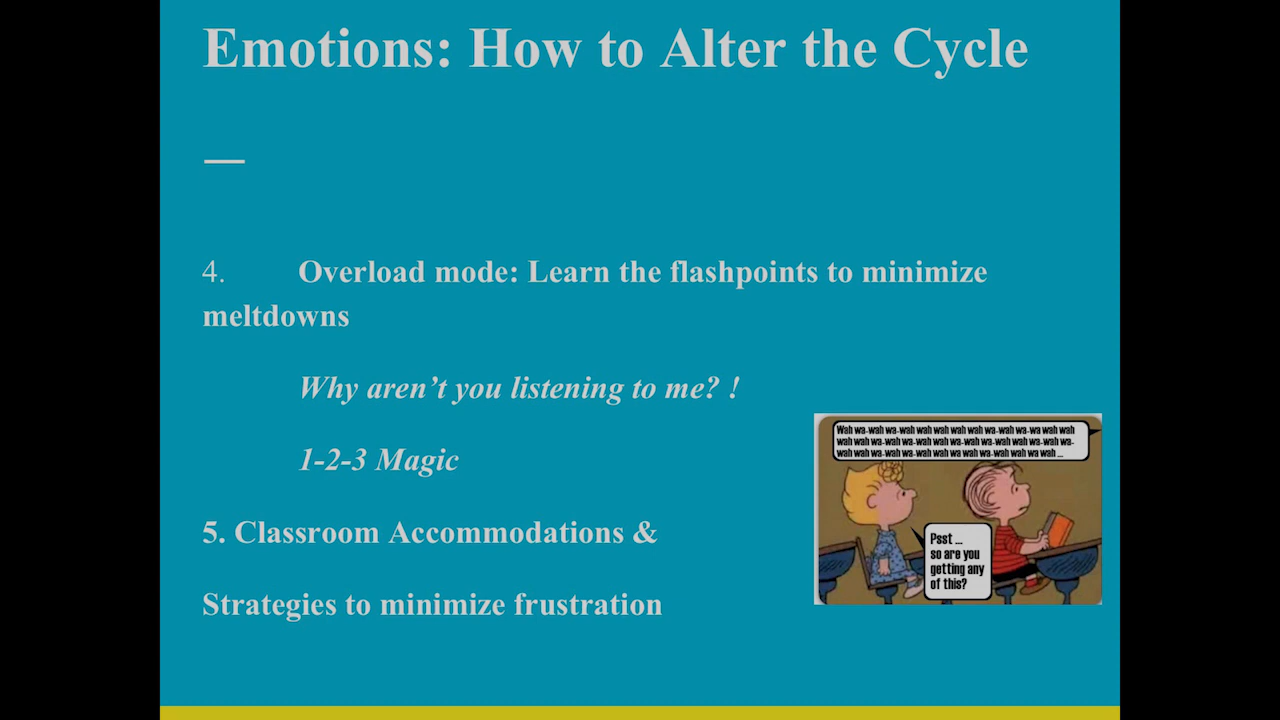 Emotions: How to Alter the Cycle
—
4. Overload mode: Learn the flashpoints to minimize
meltdowns
Why aren’t you listening to me? !
1-2-3 Magic
5. Classroom Accommodations &
Strategies to minimize frustration
Wah wa-wah wa-wah wah wah wah wah wa-wah wa-wa wah wah
wah wah wa-wah wa-wah wah wa-wah wa-wah wah wa-wah wa-
wah wah wa-wah wa-wah wah wa wah wa-wah wah wa wah ...
Psst ...
so are you
getting any
of this?